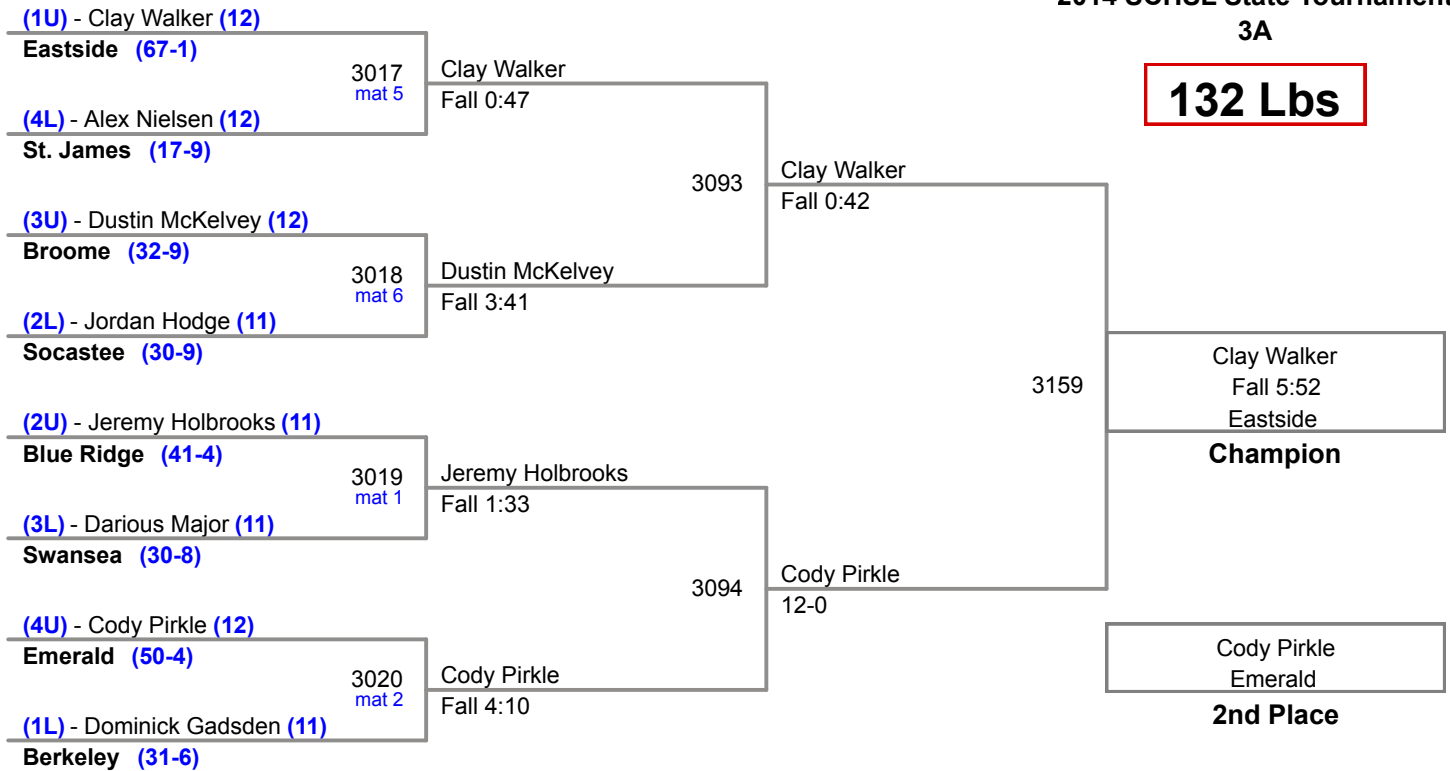 2014 SCHSL State Tournament
3A
132 Lbs
(1U) - Clay Walker (12)
Eastside (67-1)
3017
mat 5
(4L) - Alex Nielsen (12)
St. James (17-9)
Clay Walker
Fall 0:47
(3U) - Dustin McKelvey (12)
Broome (32-9)
3018
mat 6
(2L) - Jordan Hodge (11)
Socastee (30-9)
Dustin McKelvey
Fall 3:41
3093
Clay Walker
Fall 0:42
(2U) - Jeremy Holbrooks (11)
Blue Ridge (41-4)
3019
mat 1
(3L) - Darious Major (11)
Swansea (30-8)
Jeremy Holbrooks
Fall 1:33
(4U) - Cody Pirkle (12)
Emerald (50-4)
3020
mat 2
(1L) - Dominick Gadsden (11)
Berkeley (31-6)
Cody Pirkle
Fall 4:10
3094
Cody Pirkle
12-0
3159
Clay Walker
Fall 5:52
Eastside
Champion
Cody Pirkle
Emerald
2nd Place